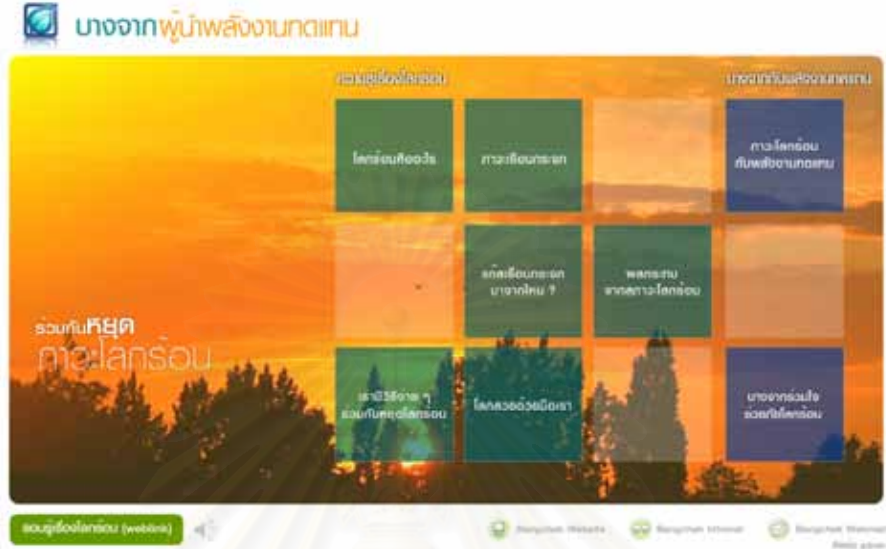 บางจากผู้นำพลังงานทดแทน
ความรู้เรื่องโลกร้อน
บางจากกับพลังงานทดแทน
โลกร้อนคืออะไร
ภาวะเรือนกระจก
ภาวะโลกร้อน
กับพลังงานทดแทน
แก๊สเรือนกระจก
มาจากไหน ?
ผลกระทบ
จากสภาวะโลกร้อน
ร่วมกันหยุด
ภาวะโลกร้อน
เรามีวิธีง่าย ๆ
ร่วมกันหยุดโลกร้อน
โลกสวยด้วยมือเรา
บางจากร่วมใจ
ช่วยภัยโลกร้อน
รอบรู้เรื่องโลกร้อน (weblink)
Bangchak Website
Bangchak Intranet
Bangchak Webmail